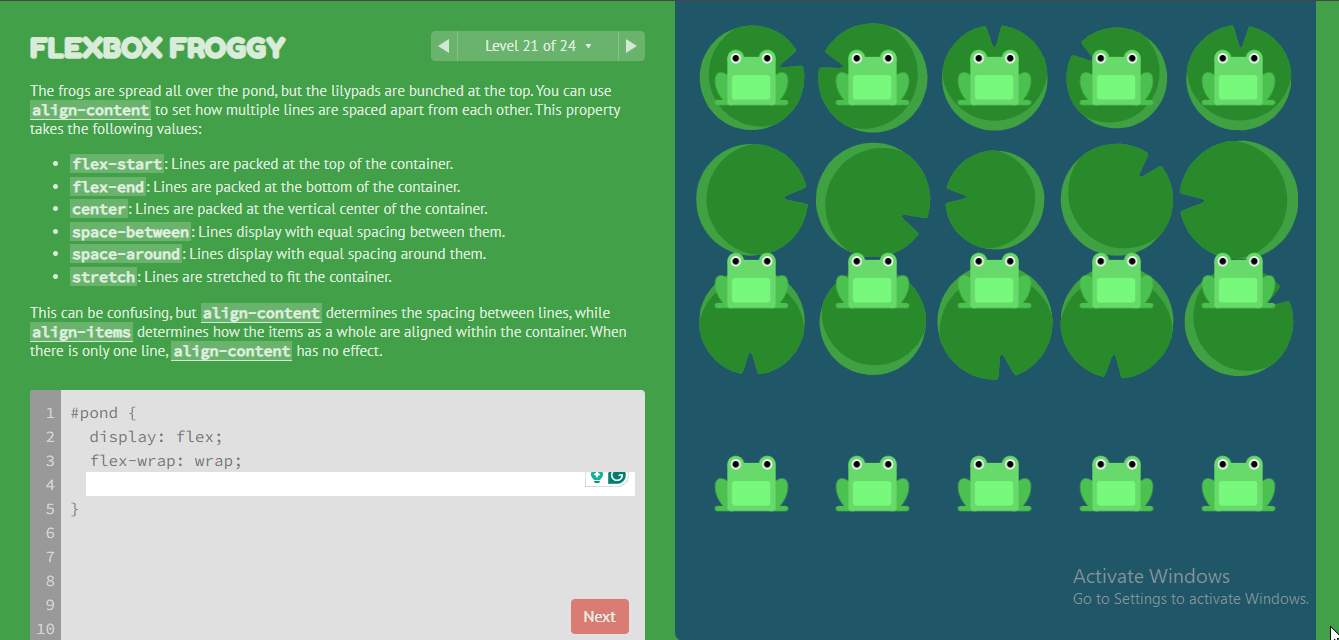 FLEXBOX FROGGY
Level 21 of 24
The frogs are spread all over the pond, but the lilypads are bunched at the top. You can use
align-content to set how multiple lines are spaced apart from each other. This property
takes the following values:
• flex-start: Lines are packed at the top of the container.
• flex-end: Lines are packed at the bottom of the container.
• center: Lines are packed at the vertical center of the container.
• space-between: Lines display with equal spacing between them.
• space-around: Lines display with equal spacing around them.
• stretch: Lines are stretched to fit the container.
This can be confusing, but align-content determines the spacing between lines, while
align-items determines how the items as a whole are aligned within the container. When
there is only one line, align-content has no effect.
1 #pond {
2 display: flex;
3 flex-wrap: wrap;
4
5 }
6
7
8
9
10
Next
Activate Windows
Go to Settings to activate Windows.